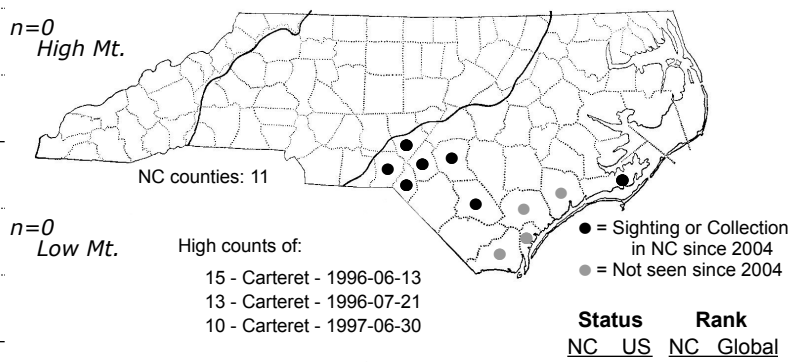 n=0
High Mt.
NC counties: 11
n=0
Low Mt.
High counts of:
15 - Carteret - 1996-06-13
13 - Carteret - 1996-07-21
10 - Carteret - 1997-06-30
= Sighting or Collection
in NC since 2004
= Not seen since 2004
Status Rank
NC US NC Global